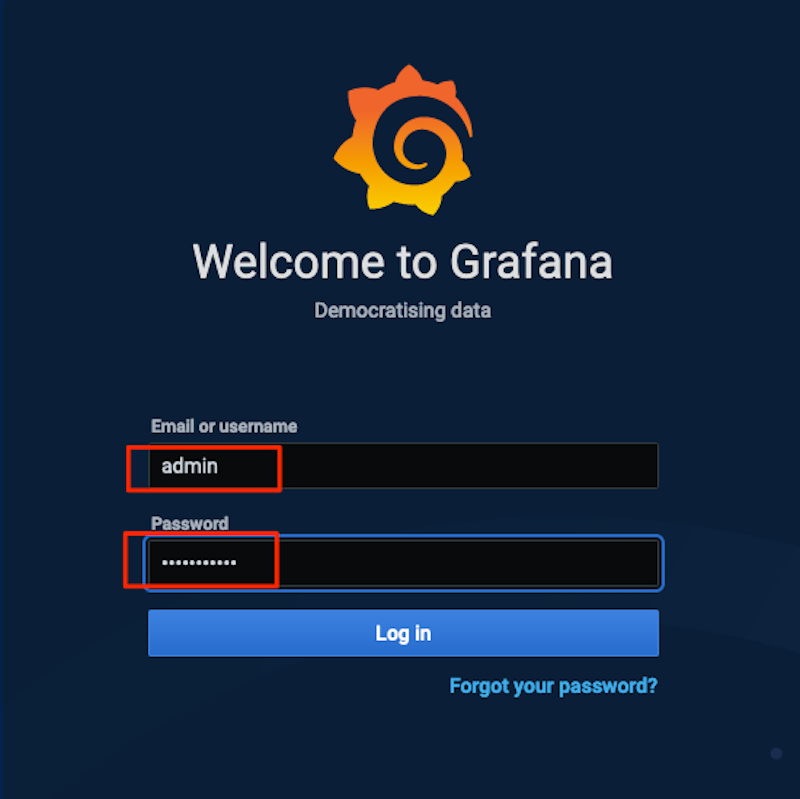 Welcome to Grafana
Democratising data
Email or username
admin
Password
•••••••••••
Log in
Forgot your password?